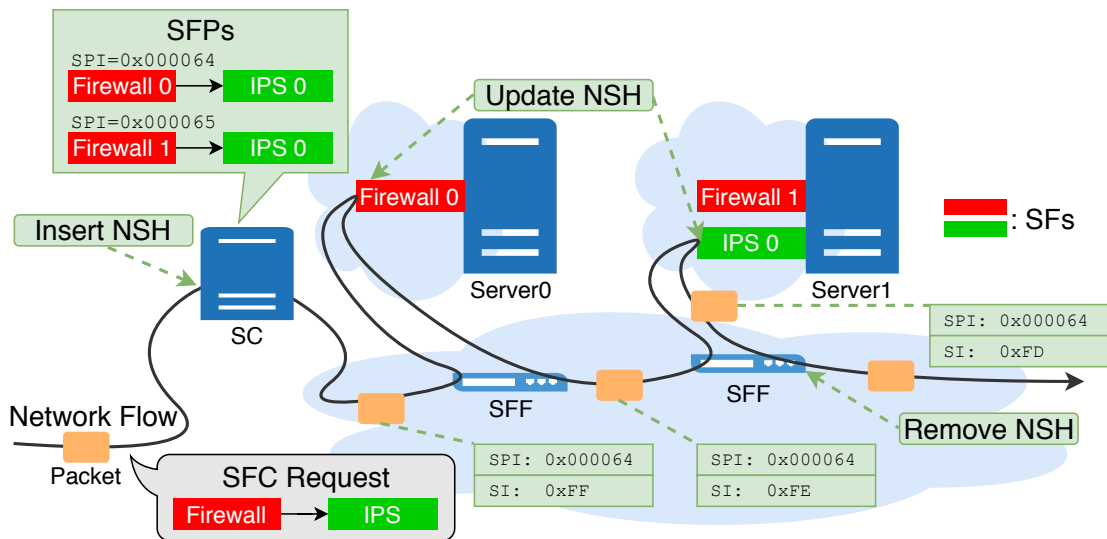 SFPs
SPI=0x000064
Firewall 0
IPS 0
SPI=0x000065
Firewall 1
IPS 0
Update NSH
Firewall 0
Firewall 1
IPS 0
: SFs
Insert NSH
SC
Server0
Server1
SPI: 0x000064
SI: 0xFD
SFF
SFF
Network Flow
Packet
Remove NSH
SFC Request
Firewall
IPS
SPI: 0x000064
SI: 0xFF
SPI: 0x000064
SI: 0xFE